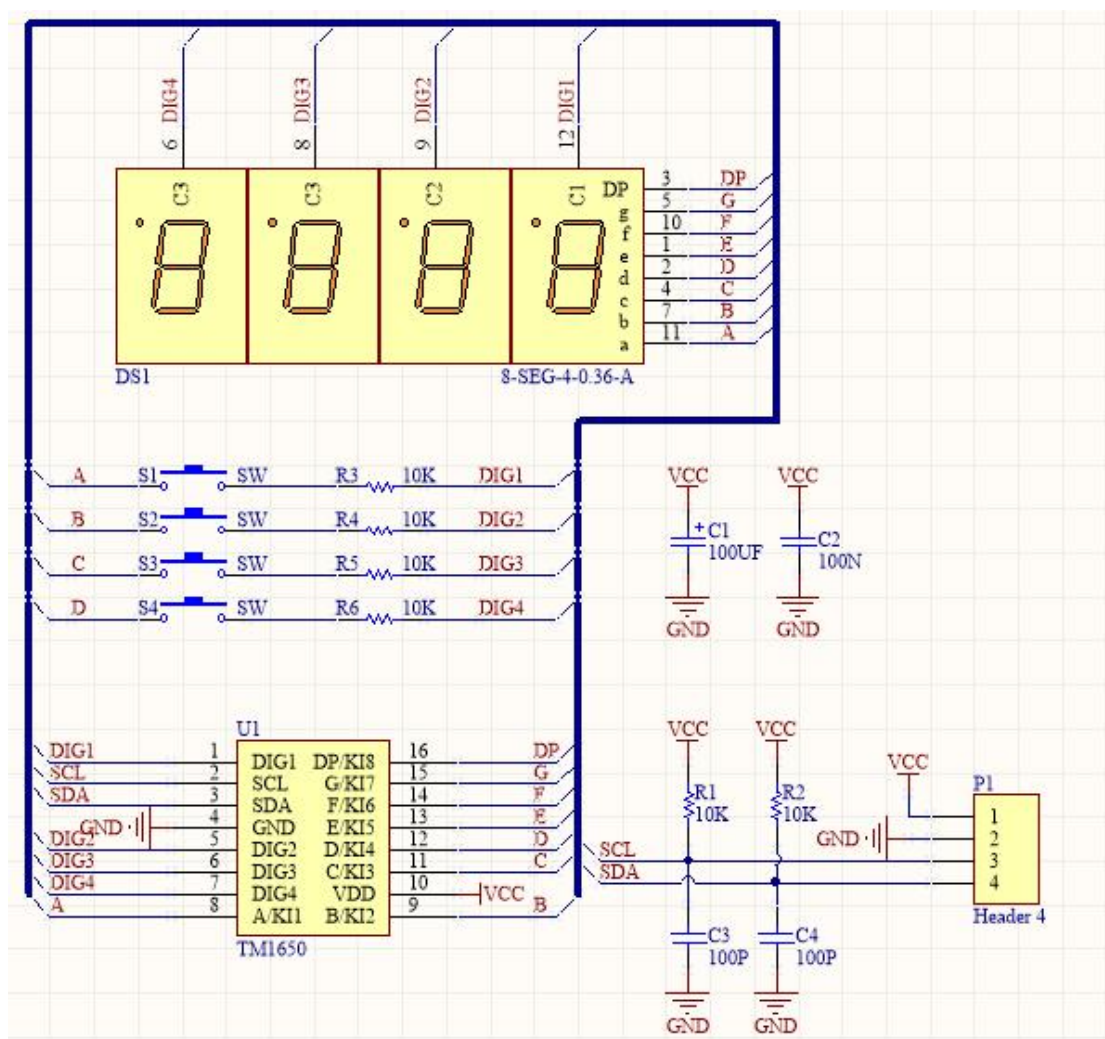 DIG4 DIG3 DIG2 DIG1
6 8 9 12
C3 C3 C2 C1
DP 3 DP
g 5 G
f 10 F
e 1 E
d 2 D
c 4 C
b 7 B
a 11 A
DS1 8-SEG-4-0.36-A
A S1 SW R3 10K DIG1
B S2 SW R4 10K DIG2
C S3 SW R5 10K DIG3
D S4 SW R6 10K DIG4
VCC VCC
+ C1 C2
100UF 100N
GND GND
U1
DIG1 1 DIG1 DP/KI8 16 DP
SCL 2 SCL G/KI7 15 G
SDA 3 SDA F/KI6 14 F
GND 4 GND E/KI5 13 E
DIG2 5 DIG2 D/KI4 12 D
DIG3 6 DIG3 C/KI3 11 C
DIG4 7 DIG4 VDD 10 VCC
A 8 A/KI1 B/KI2 9 B
TM1650
VCC VCC
R1 R2
10K 10K
VCC P1
1
GND 2
SCL 3
SDA 4
Header 4
C3 C4
100P 100P
GND GND